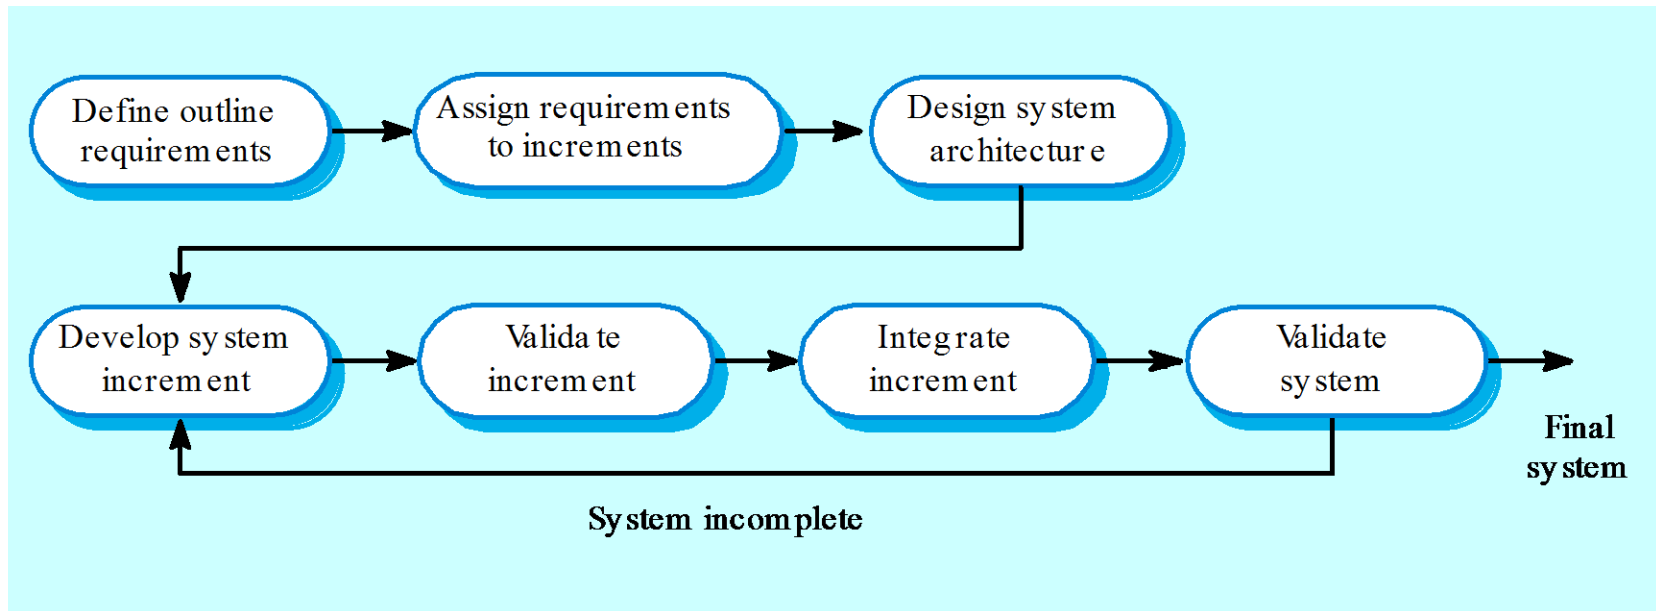 Define outline
requirements
Assign requirements
to increments
Design system
architecture
Develop system
increment
Validate
increment
Integrate
increment
Validate
system
Final
system
System incomplete